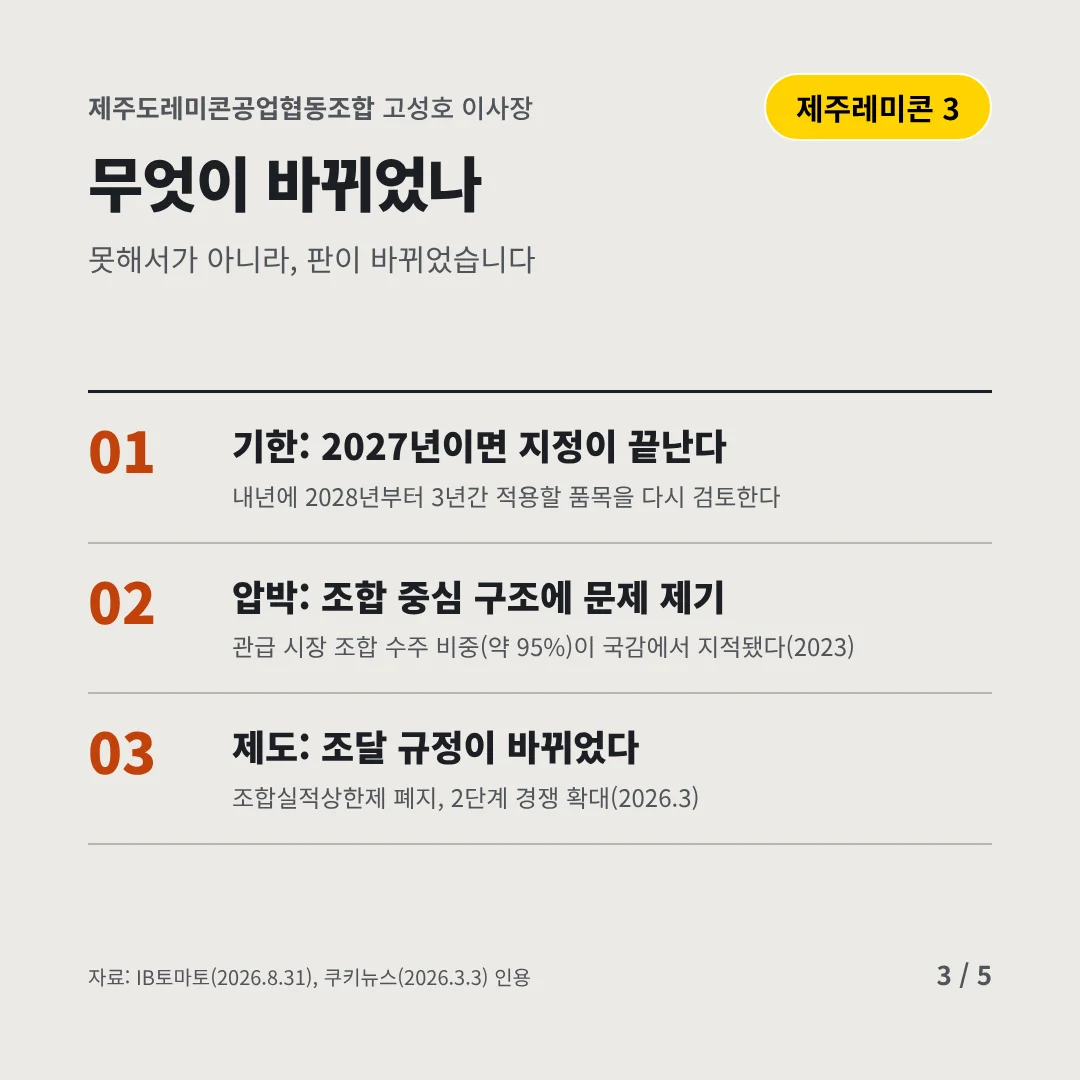 제주도레미콘공업협동조합 고성호 이사장
제주레미콘 3
무엇이 바뀌었나
못해서가 아니라, 판이 바뀌었습니다
01
기한: 2027년이면 지정이 끝난다
내년에 2028년부터 3년간 적용할 품목을 다시 검토한다
02
압박: 조합 중심 구조에 문제 제기
관급 시장 조합 수주 비중(약 95%)이 국감에서 지적됐다(2023)
03
제도: 조달 규정이 바뀌었다
조합실적상한제 폐지, 2단계 경쟁 확대(2026.3)
자료: IB토마토(2026.8.31), 쿠키뉴스(2026.3.3) 인용
3 / 5